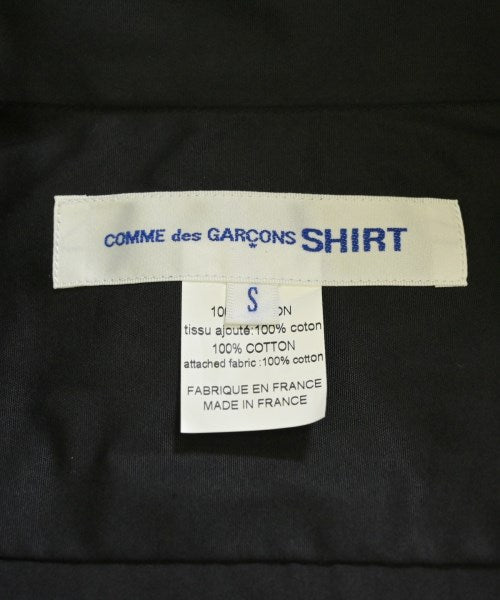 COMME des GARÇONS SHIRT
S
tissu ajouté:100% coton
100% COTTON
attached fabric :100% cotton
FABRIQUE EN FRANCE
MADE IN FRANCE